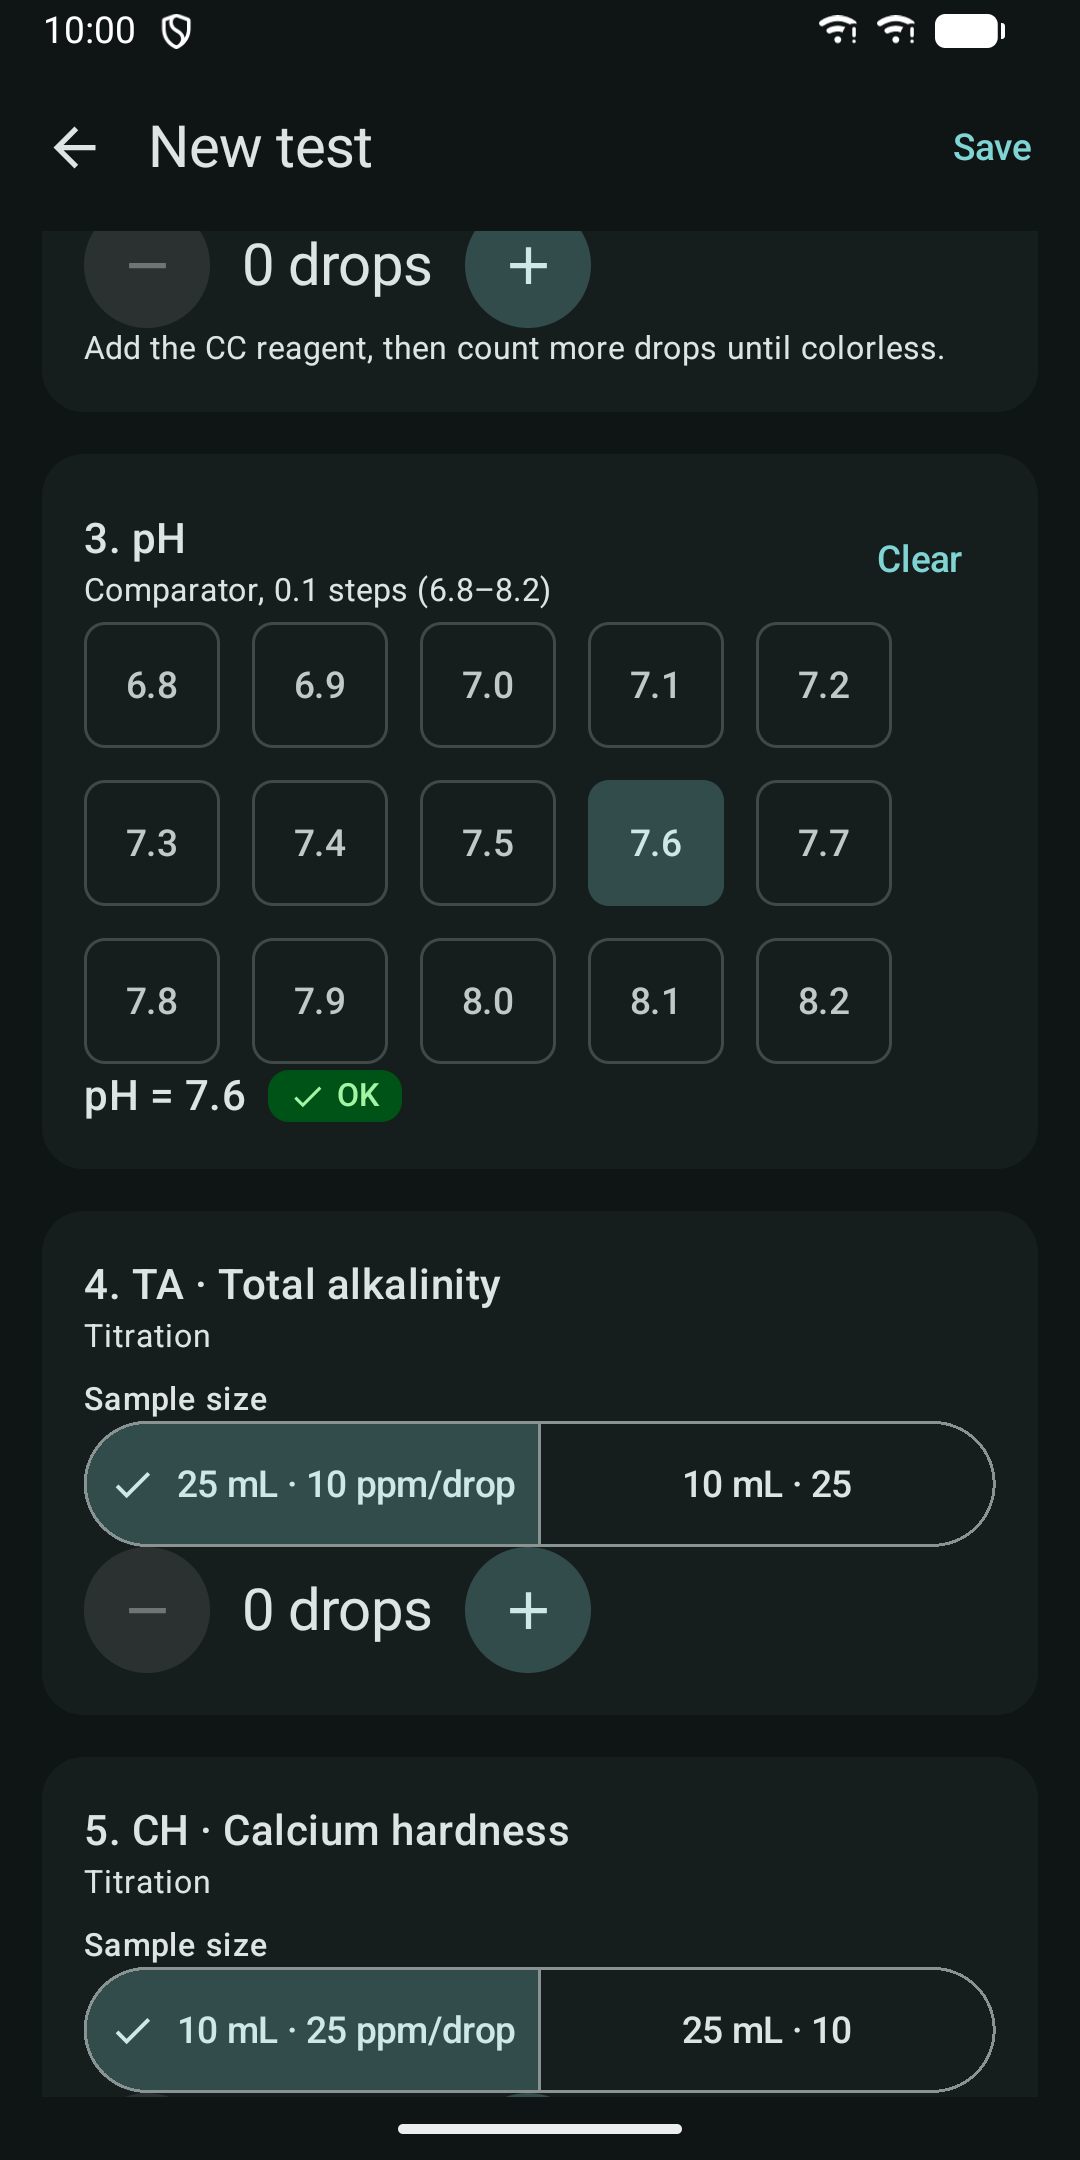 10:00
New test
Save
0 drops
Add the CC reagent, then count more drops until colorless.
3. pH
Clear
Comparator, 0.1 steps (6.8–8.2)
6.8 6.9 7.0 7.1 7.2
7.3 7.4 7.5 7.6 7.7
7.8 7.9 8.0 8.1 8.2
pH = 7.6 OK
4. TA · Total alkalinity
Titration
Sample size
25 mL · 10 ppm/drop 10 mL · 25
0 drops
5. CH · Calcium hardness
Titration
Sample size
10 mL · 25 ppm/drop 25 mL · 10